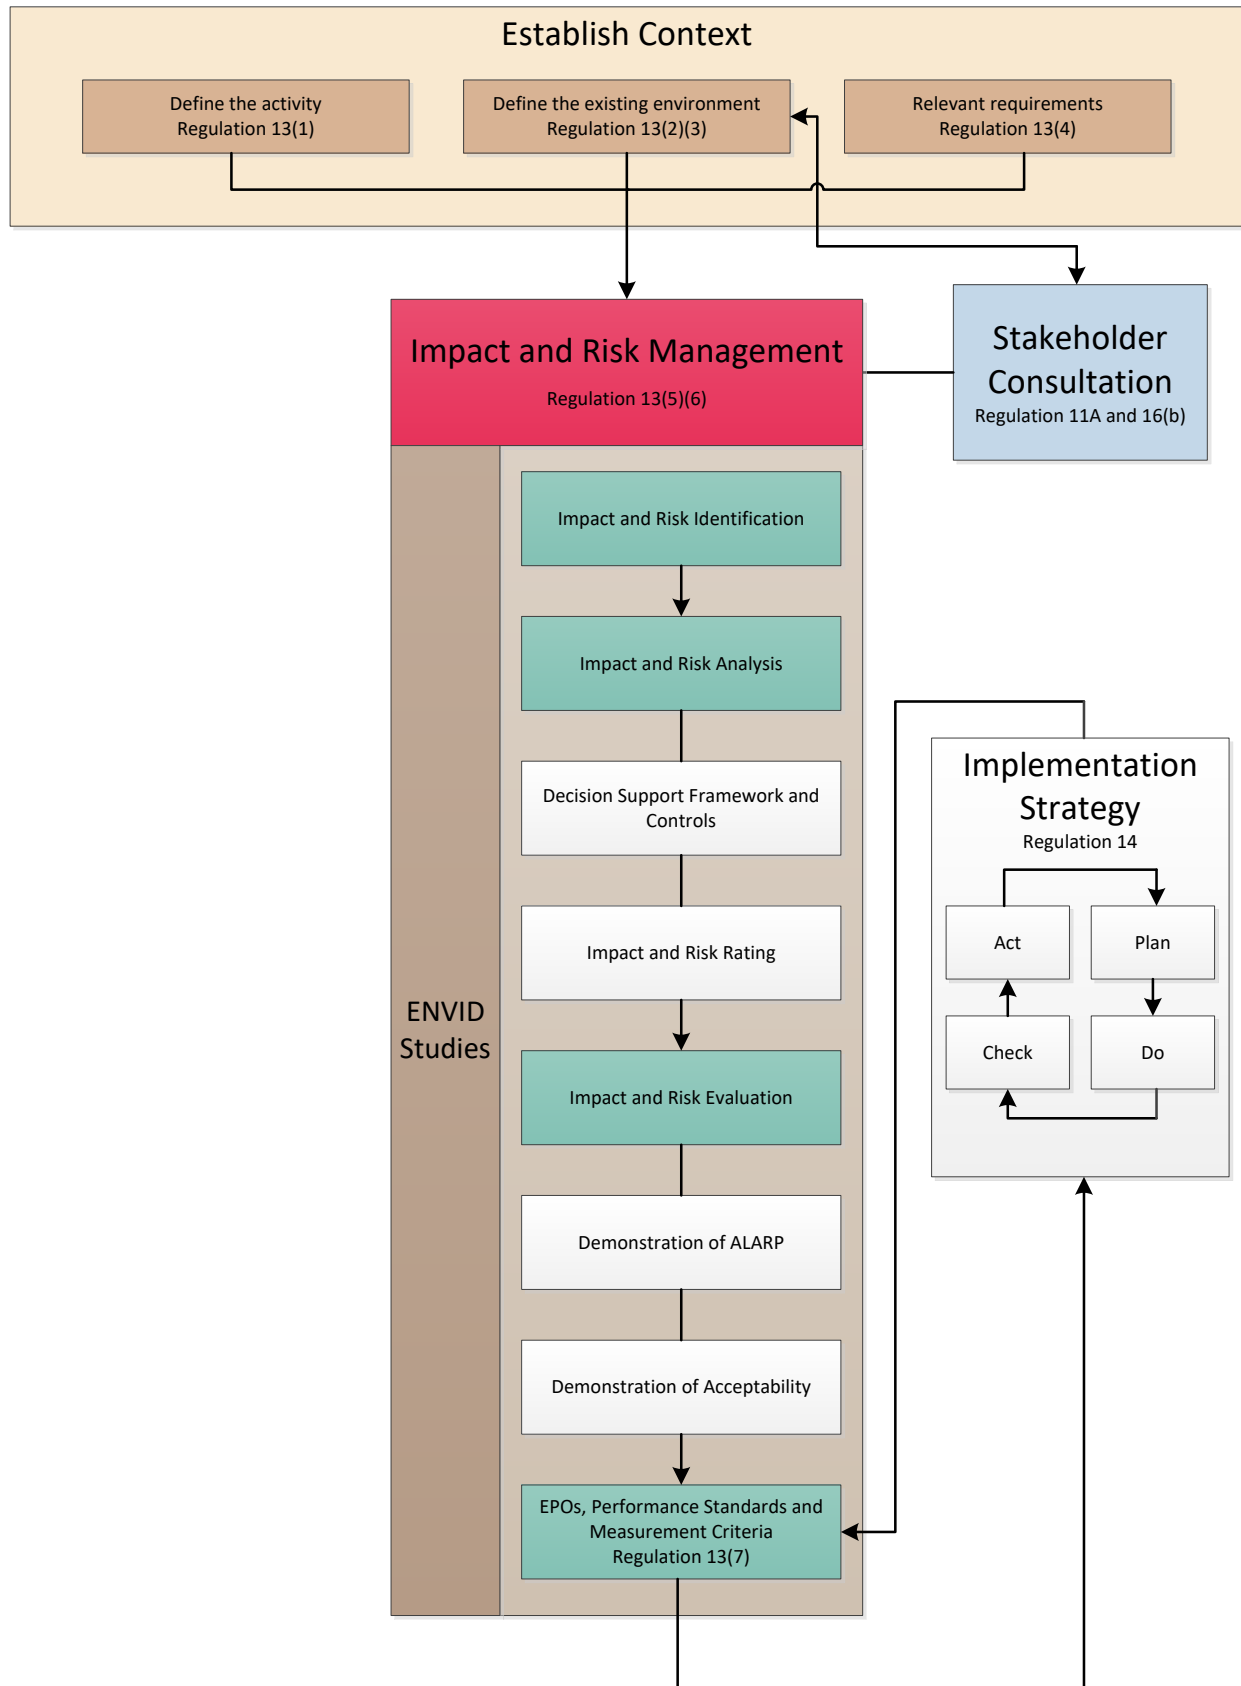 Establish Context
Define the activity
Regulation 13(1)
Define the existing environment
Regulation 13(2)(3)
Relevant requirements
Regulation 13(4)
Impact and Risk Management
Regulation 13(5)(6)
Stakeholder
Consultation
Regulation 11A and 16(b)
ENVID
Studies
Impact and Risk Identification
Impact and Risk Analysis
Decision Support Framework and
Controls
Impact and Risk Rating
Impact and Risk Evaluation
Demonstration of ALARP
Demonstration of Acceptability
EPOs, Performance Standards and
Measurement Criteria
Regulation 13(7)
Implementation
Strategy
Regulation 14
Act
Plan
Check
Do